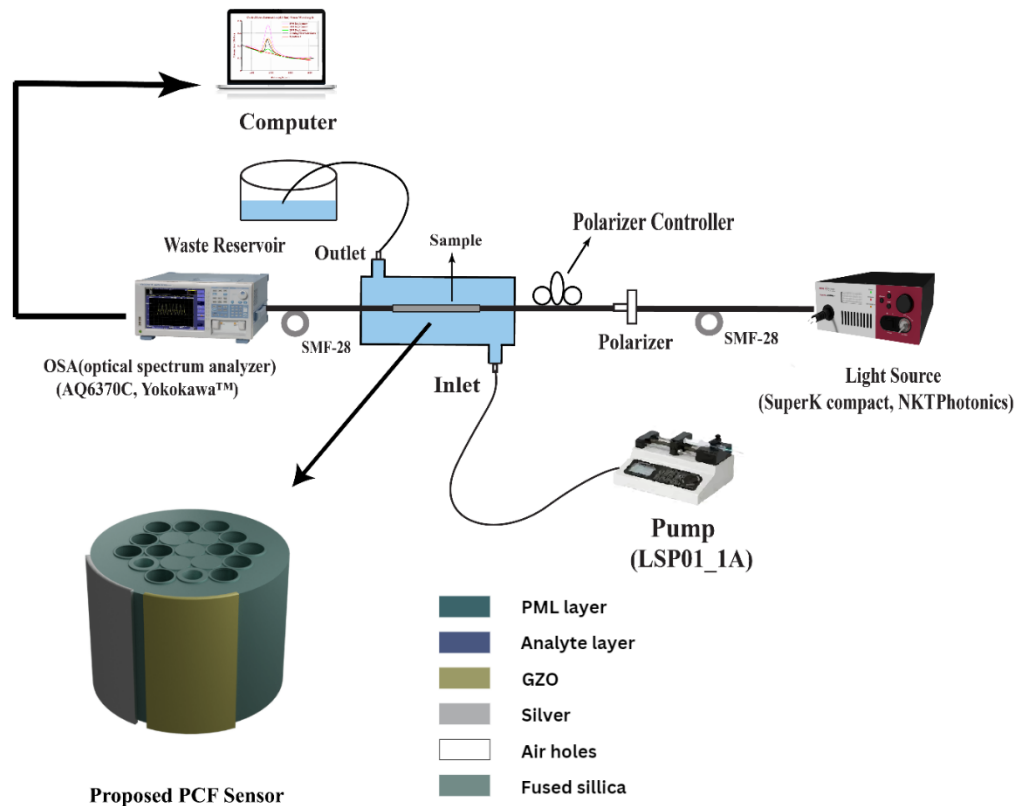 Computer
Waste Reservoir
Outlet
Sample
Polarizer Controller
SMF-28
Polarizer
SMF-28
OSA(optical spectrum analyzer)
(AQ6370C, Yokokawa™)
Inlet
Light Source
(SuperK compact, NKTPhotonics)
Pump
(LSP01_1A)
PML layer
Analyte layer
GZO
Silver
Air holes
Fused sillica
Proposed PCF Sensor